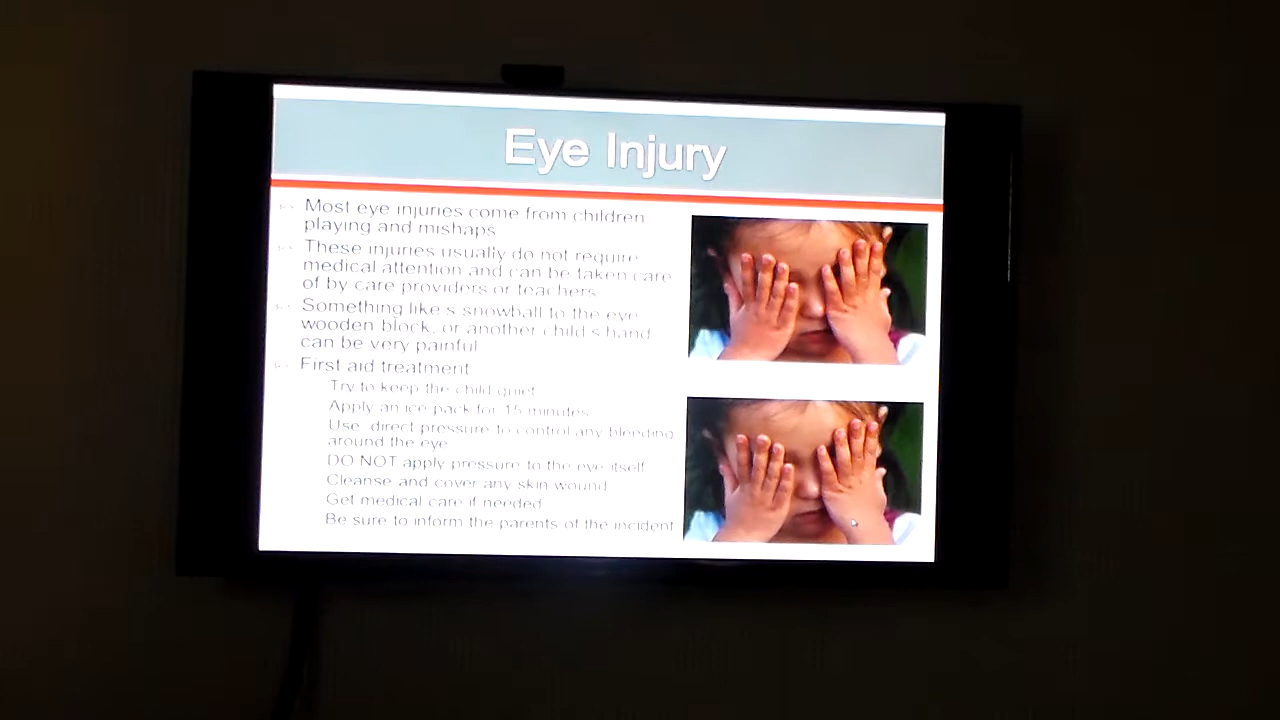 Eye Injury
Most eye injuries come from children
playing and mishaps
These injuries usually do not require
medical attention and can be taken care
of by care providers or teachers
Something like s snowball to the eye
wooden block, or another child s hand
can be very painful
First aid treatment
Try to keep the child quiet
Apply an ice pack for 15 minutes
Use direct pressure to control any bleeding
around the eye
DO NOT apply pressure to the eye itself
Cleanse and cover any skin wound
Get medical care if needed
Be sure to inform the parents of the incident